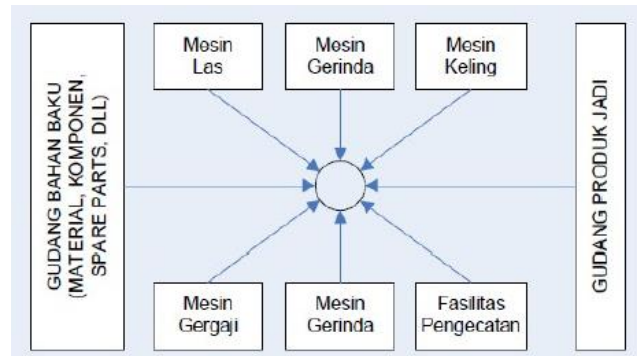 GUDANG BAHAN BAKU
(MATERIAL, KOMPONEN,
SPARE PARTS, DLL)
Mesin
Las
Mesin
Gerinda
Mesin
Keling
Mesin
Gergaji
Mesin
Gerinda
Fasilitas
Pengecatan
GUDANG PRODUK JADI